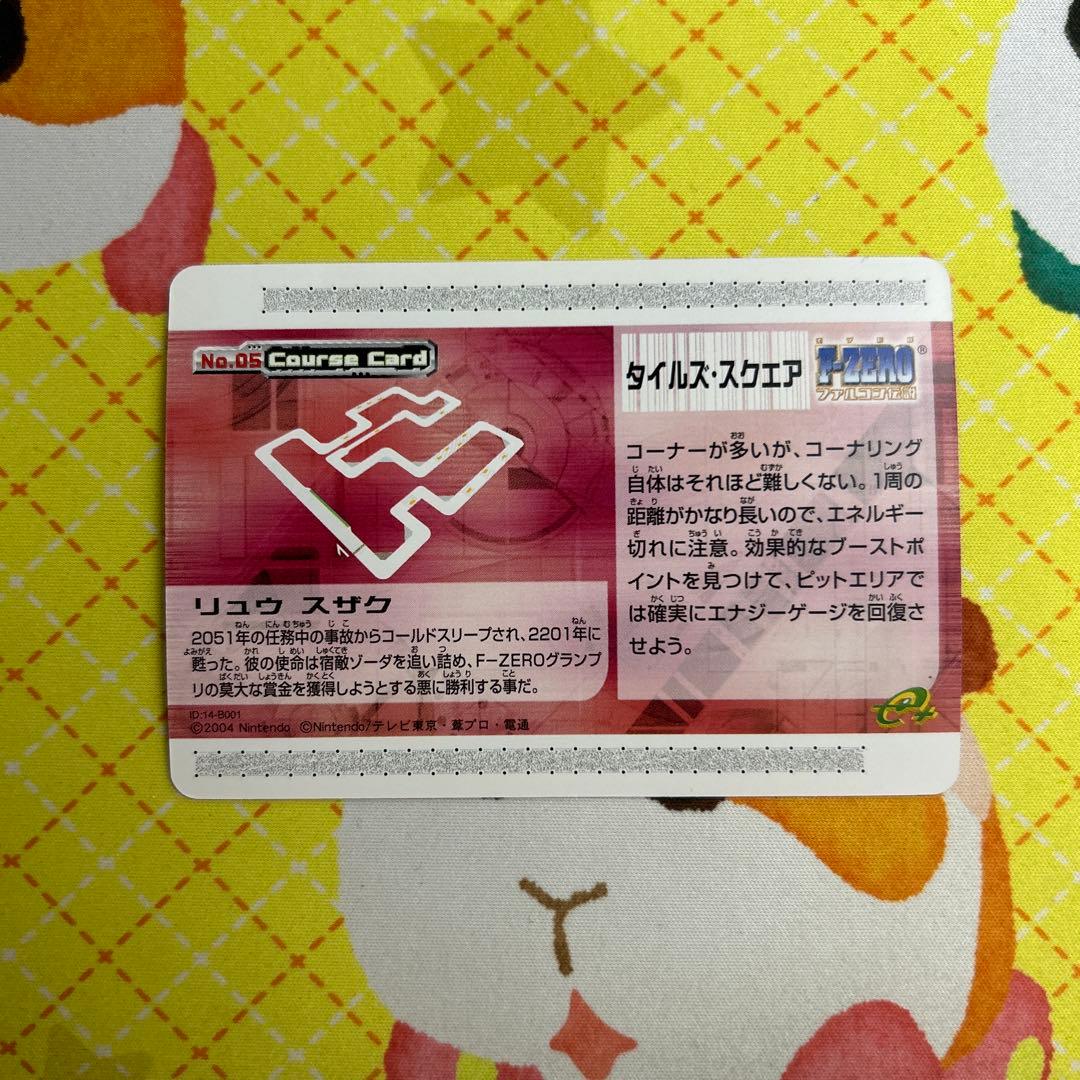 No.05 Course Card
タイルズ・スクエア
F-ZERO®
ファルコン伝説
コーナーが多いが、コーナリング
自体はそれほど難しくない。1周の
距離がかなり長いので、エネルギー
切れに注意。効果的なブーストポ
イントを見つけて、ピットエリアで
は確実にエナジーゲージを回復さ
せよう。
リュウ スザク
2051年の任務中の事故からコールドスリープされ、2201年に
甦った。彼の使命は宿敵ゾーダを追い詰め、F-ZEROグランプ
リの莫大な賞金を獲得しようとする悪に勝利する事だ。
ID:14-B001
©2004 Nintendo ©Nintendo/テレビ東京・葦プロ・電通
e+